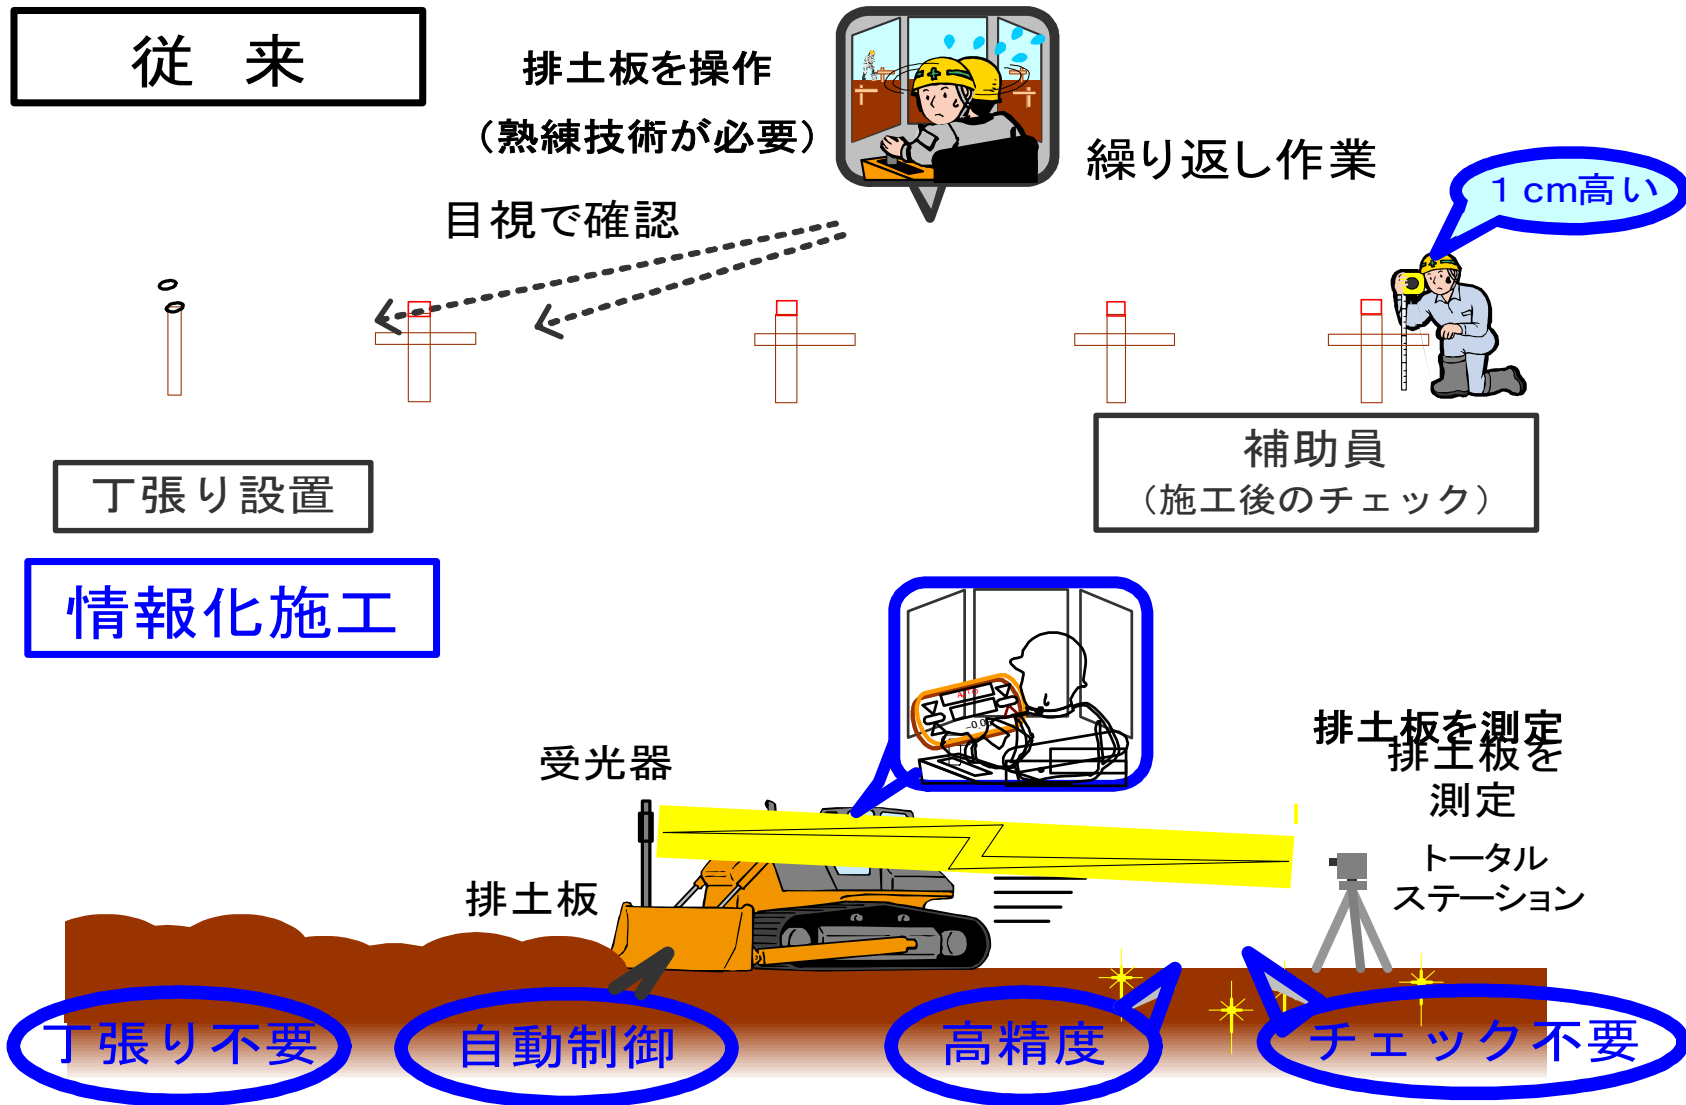 従　来
排土板を操作
（熟練技術が必要）
繰り返し作業
１cm高い
目視で確認
丁張り設置
補助員
（施工後のチェック）
情報化施工
排土板を測定
排土板を
測定
受光器
トータル
ステーション
排土板
丁張り不要
自動制御
高精度
チェック不要